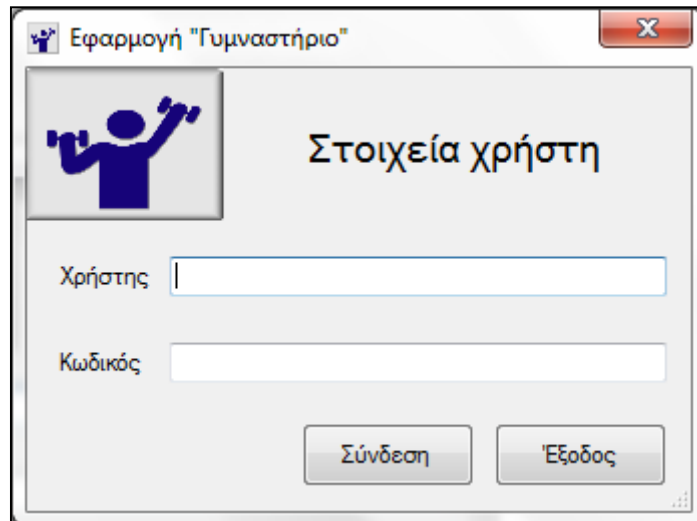 Εφαρμογή "Γυμναστήριο"
Στοιχεία χρήστη
Χρήστης
Κωδικός
Σύνδεση
Έξοδος